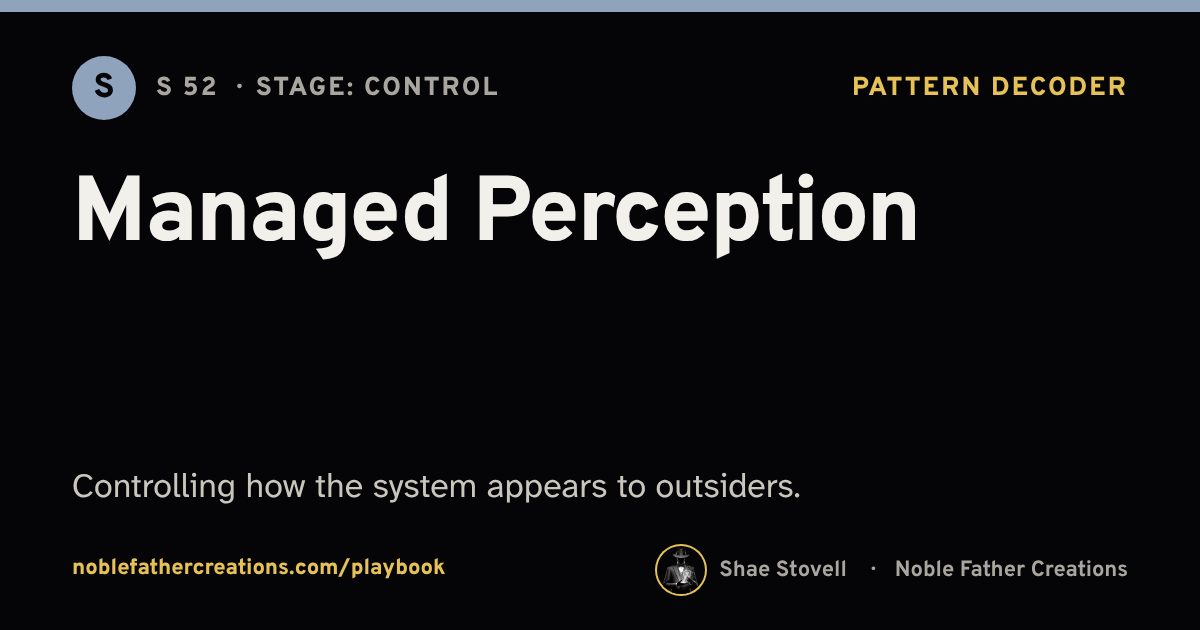 S S 52 · STAGE: CONTROL PATTERN DECODER
Managed Perception
Controlling how the system appears to outsiders.
noblefathercreations.com/playbook Shae Stovell · Noble Father Creations